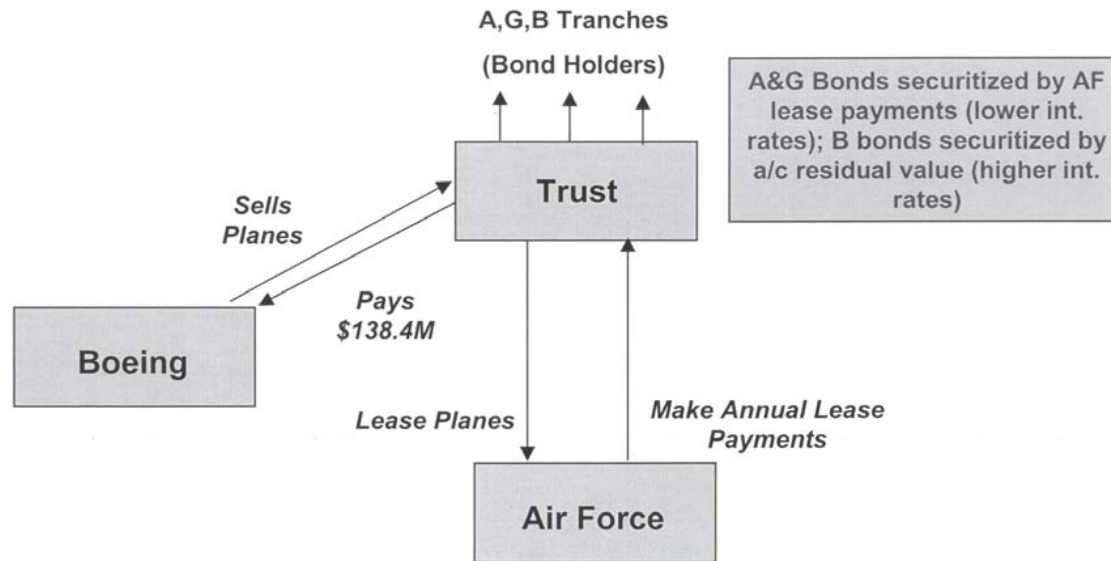 A,G,B Tranches
(Bond Holders)
A&G Bonds securitized by AF
lease payments (lower int.
rates); B bonds securitized by
a/c residual value (higher int.
rates)
Trust
Sells
Planes
Pays
$138.4M
Boeing
Lease Planes
Make Annual Lease
Payments
Air Force